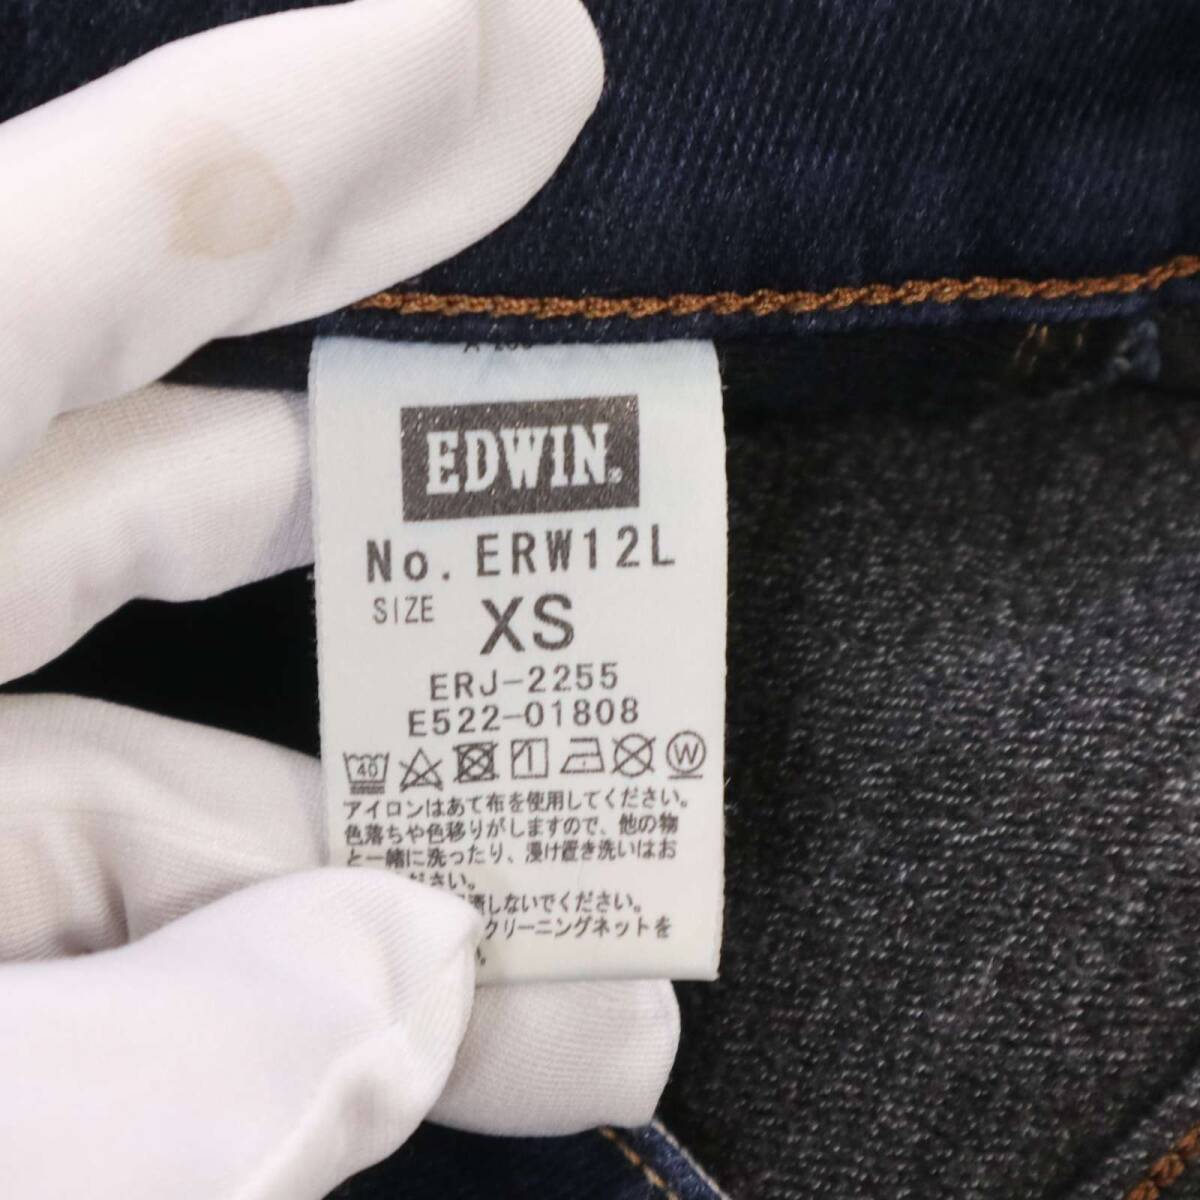 EDWIN
No. ERW12L
SIZE XS
ERJ-2255
E522-01808
40 W
アイロンはあて布を使用してください。
色落ちや色移りがしますので、他の物
と一緒に洗ったり、浸け置き洗いはお
ださい。
しないでください。
クリーニングネットを